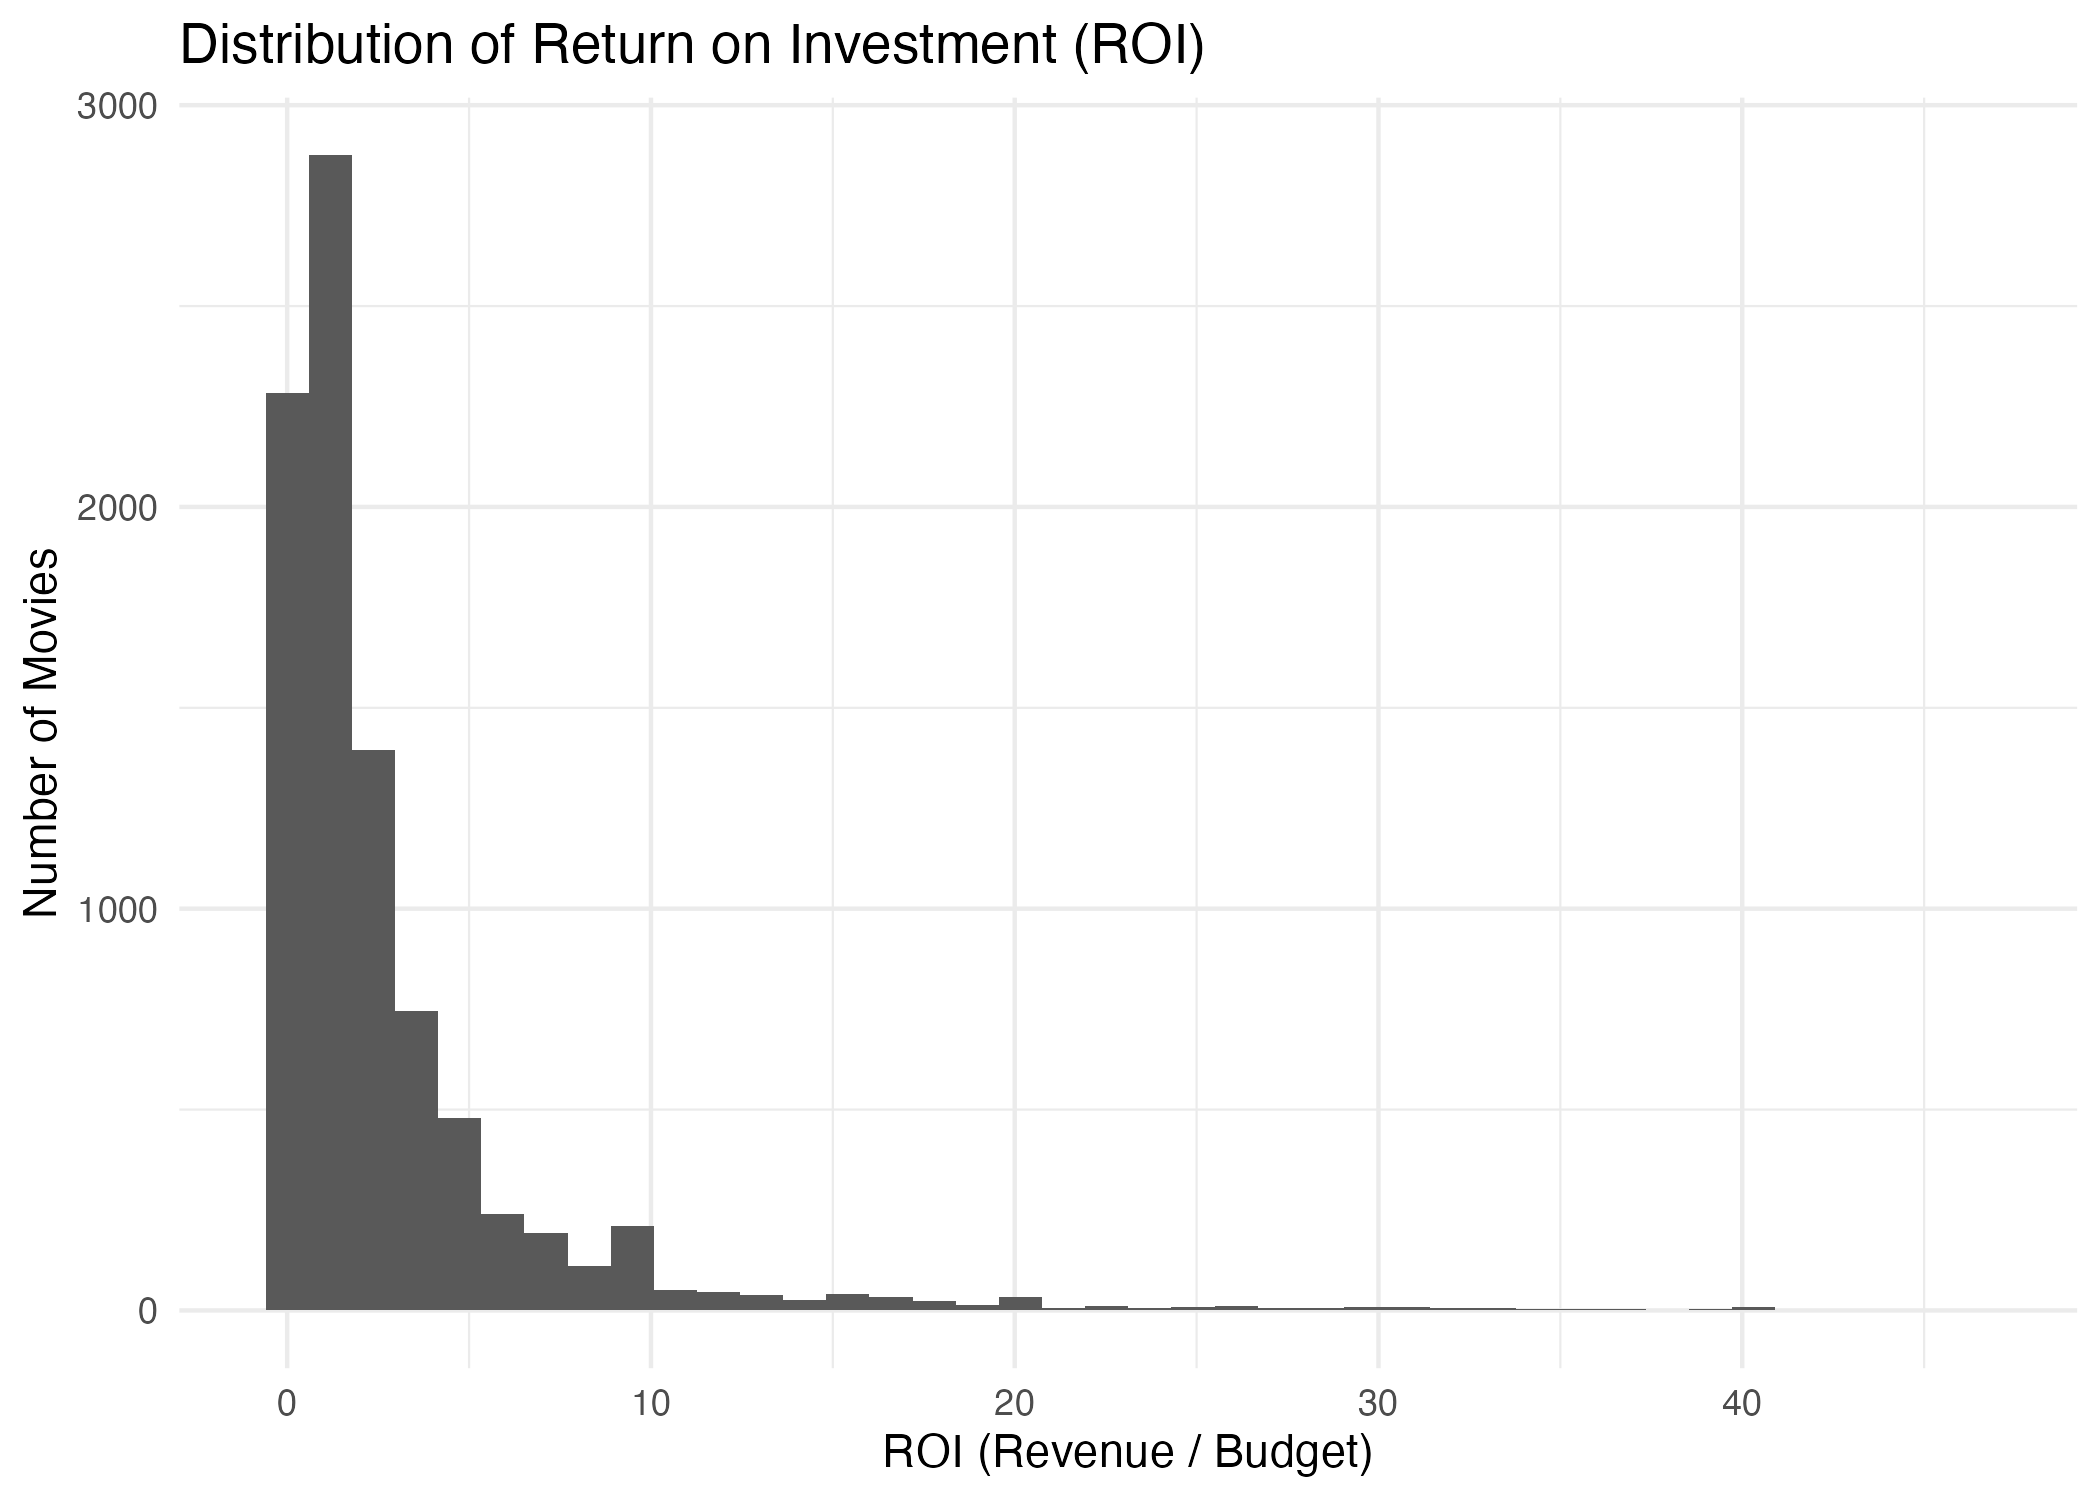 Distribution of Return on Investment (ROI)
3000
2000
1000
0
Number of Movies
0 10 20 30 40
ROI (Revenue / Budget)